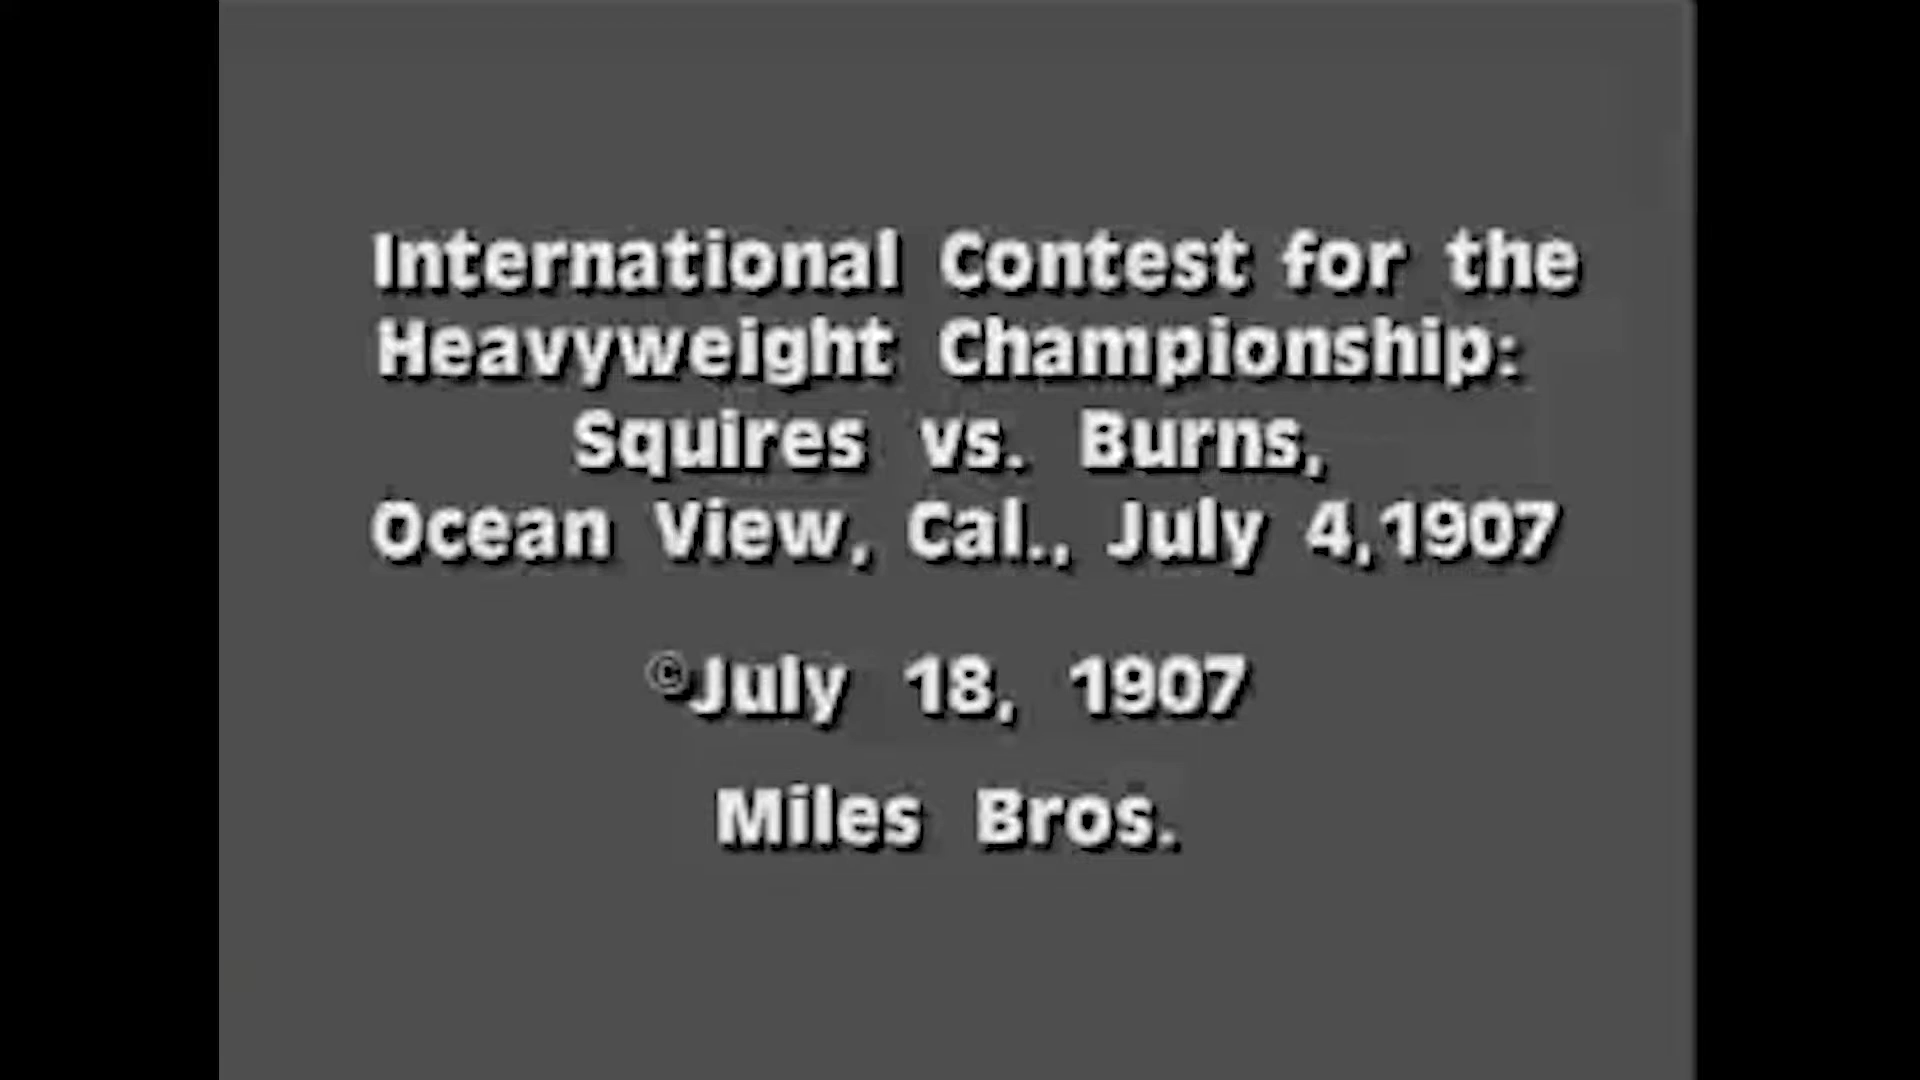 International Contest for the
Heavyweight Championship:
Squires vs. Burns,
Ocean View, Cal., July 4,1907
©July 18, 1907
Miles Bros.